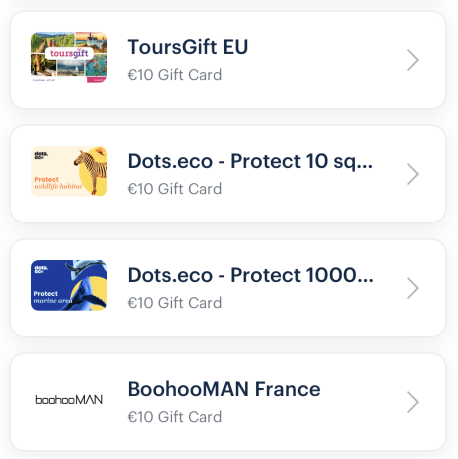 toursgift
ToursGift EU
€10 Gift Card
dots.
eco
Protect
wildlife habitat
Dots.eco - Protect 10 sq...
€10 Gift Card
dots.
eco
Protect
marine area
Dots.eco - Protect 1000...
€10 Gift Card
boohooMAN
BoohooMAN France
€10 Gift Card